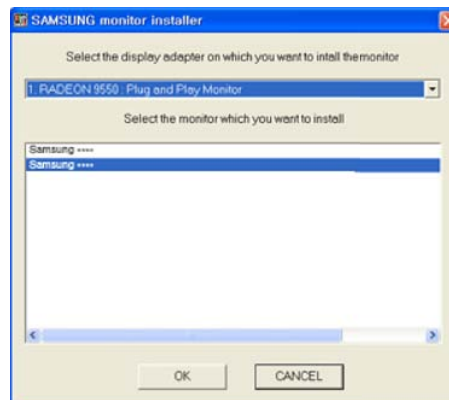 SAMSUNG monitor installer
Select the display adapter on which you want to intall themonitor
1. RADEON 9550 : Plug and Play Monitor
Select the monitor which you want to install
Samsung ****
Samsung ****
OK
CANCEL